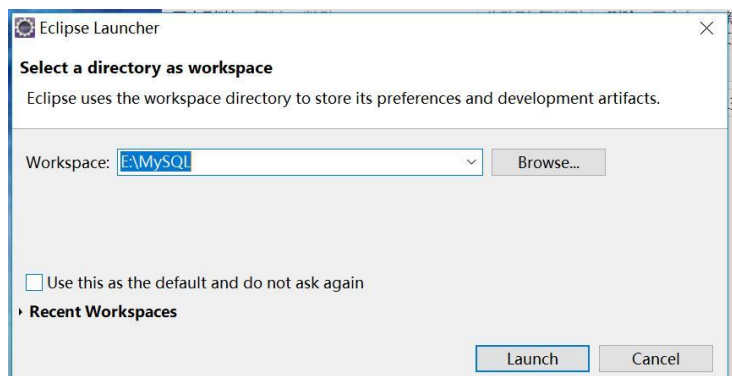 Eclipse Launcher
Select a directory as workspace
Eclipse uses the workspace directory to store its preferences and development artifacts.
Workspace: E:\MySQL Browse...
Use this as the default and do not ask again
Recent Workspaces
Launch Cancel